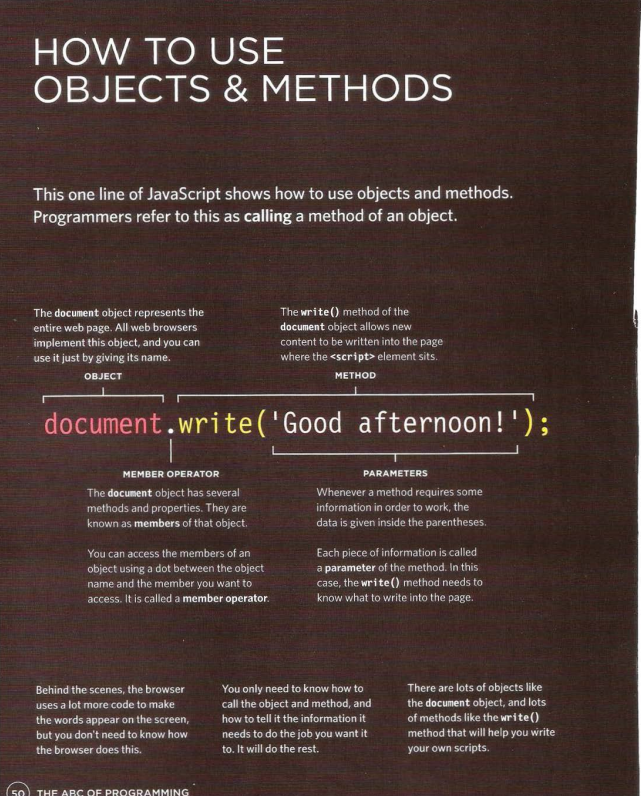 HOW TO USE
OBJECTS & METHODS
This one line of JavaScript shows how to use objects and methods.
Programmers refer to this as calling a method of an object.
The document object represents the
entire web page. All web browsers
implement this object, and you can
use it just by giving its name.
The write() method of the
document object allows new
content to be written into the page
where the <script> element sits.
OBJECT
METHOD
document.write('Good afternoon!');
MEMBER OPERATOR
The document object has several
methods and properties. They are
known as members of that object.
You can access the members of an
object using a dot between the object
name and the member you want to
access. It is called a member operator.
PARAMETERS
Whenever a method requires some
information in order to work, the
data is given inside the parentheses.
Each piece of information is called
a parameter of the method. In this
case, the write() method needs to
know what to write into the page.
Behind the scenes, the browser
uses a lot more code to make
the words appear on the screen,
but you don't need to know how
the browser does this.
You only need to know how to
call the object and method, and
how to tell it the information it
needs to do the job you want it
to. It will do the rest.
There are lots of objects like
the document object, and lots
of methods like the write()
method that will help you write
your own scripts.
50 THE ABC OF PROGRAMMING